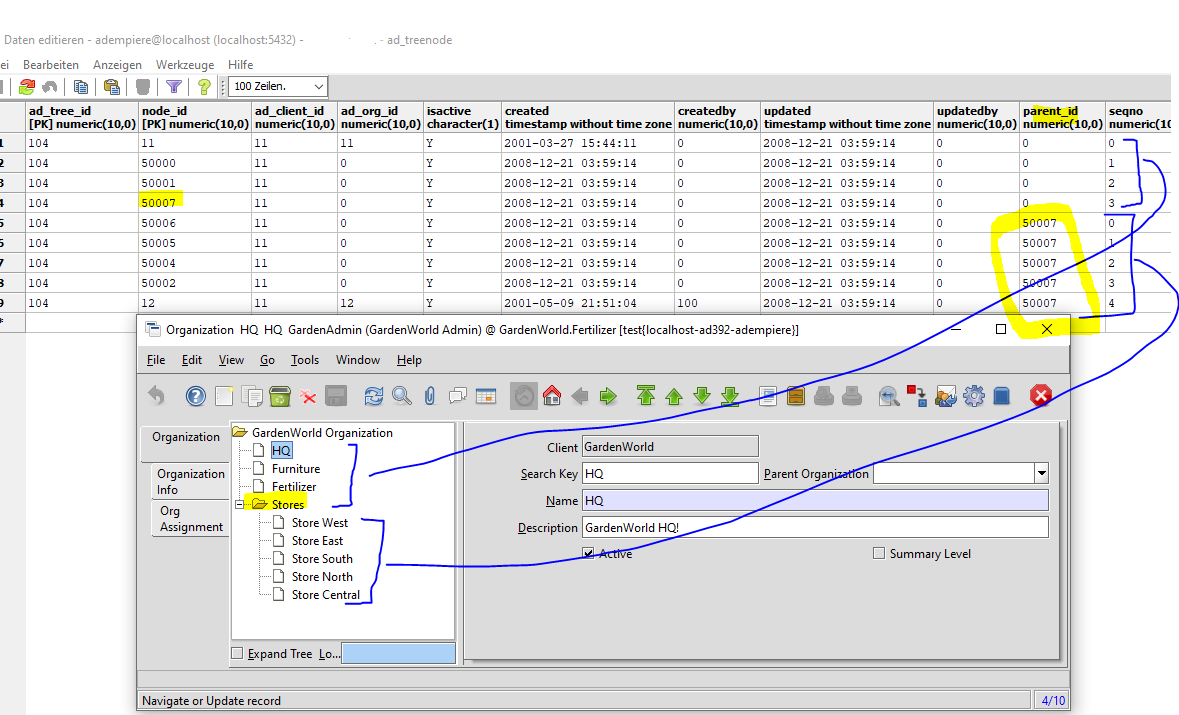 Daten editieren - adempiere@localhost (localhost:5432) - . - ad_treenode
ei Bearbeiten Anzeigen Werkzeuge Hilfe
100 Zeilen.
ad_tree_id node_id ad_client_id ad_org_id isactive created createdby updated updatedby parent_id seqno
[PK] numeric(10,0) [PK] numeric(10,0) numeric(10,0) numeric(10,0) character(1) timestamp without time zone numeric(10,0) timestamp without time zone numeric(10,0) numeric(10,0) numeric(10
1 104 11 11 11 Y 2001-03-27 15:44:11 0 2008-12-21 03:59:14 0 0 0
2 104 50000 11 0 Y 2008-12-21 03:59:14 0 2008-12-21 03:59:14 0 0 1
3 104 50001 11 0 Y 2008-12-21 03:59:14 0 2008-12-21 03:59:14 0 0 2
4 104 50007 11 0 Y 2008-12-21 03:59:14 0 2008-12-21 03:59:14 0 0 3
5 104 50006 11 0 Y 2008-12-21 03:59:14 0 2008-12-21 03:59:14 0 50007 0
6 104 50005 11 0 Y 2008-12-21 03:59:14 0 2008-12-21 03:59:14 0 50007 1
7 104 50004 11 0 Y 2008-12-21 03:59:14 0 2008-12-21 03:59:14 0 50007 2
8 104 50002 11 0 Y 2008-12-21 03:59:14 0 2008-12-21 03:59:14 0 50007 3
9 104 12 11 12 Y 2001-05-09 21:51:04 100 2008-12-21 03:59:14 0 50007 4
*
Organization HQ HQ GardenAdmin (GardenWorld Admin) @ GardenWorld.Fertilizer [test{localhost-ad392-adempiere}]
File Edit View Go Tools Window Help
Organization
Organization
Info
Org
Assignment
GardenWorld Organization
HQ
Furniture
Fertilizer
Stores
Store West
Store East
Store South
Store North
Store Central
Expand Tree Lo...
Client GardenWorld
Search Key HQ Parent Organization
Name HQ
Description GardenWorld HQ!
Active Summary Level
Navigate or Update record 4/10